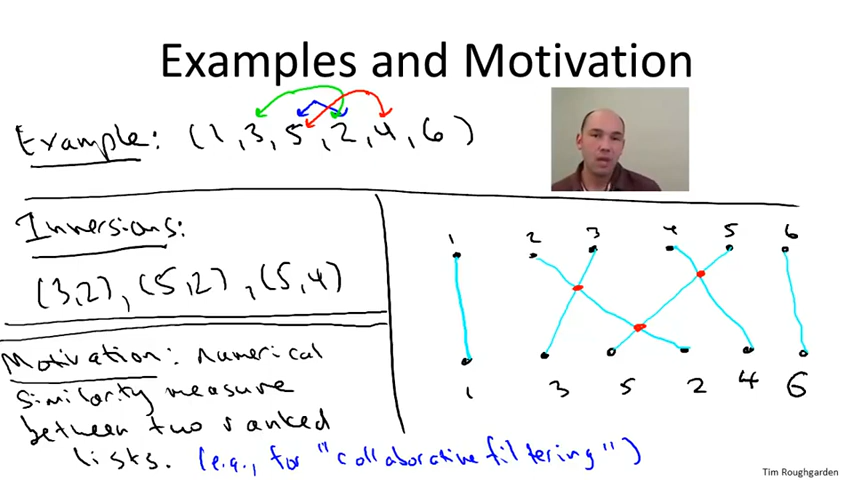 Examples and Motivation
Example: (1, 3, 5, 2, 4, 6)
Inversions:
(3,2), (5,2), (5,4)
Motivation: numerical
similarity measure
between two ranked
lists. (e.g., for "collaborative filtering")
1 2 3 4 5 6
1 3 5 2 4 6
Tim Roughgarden